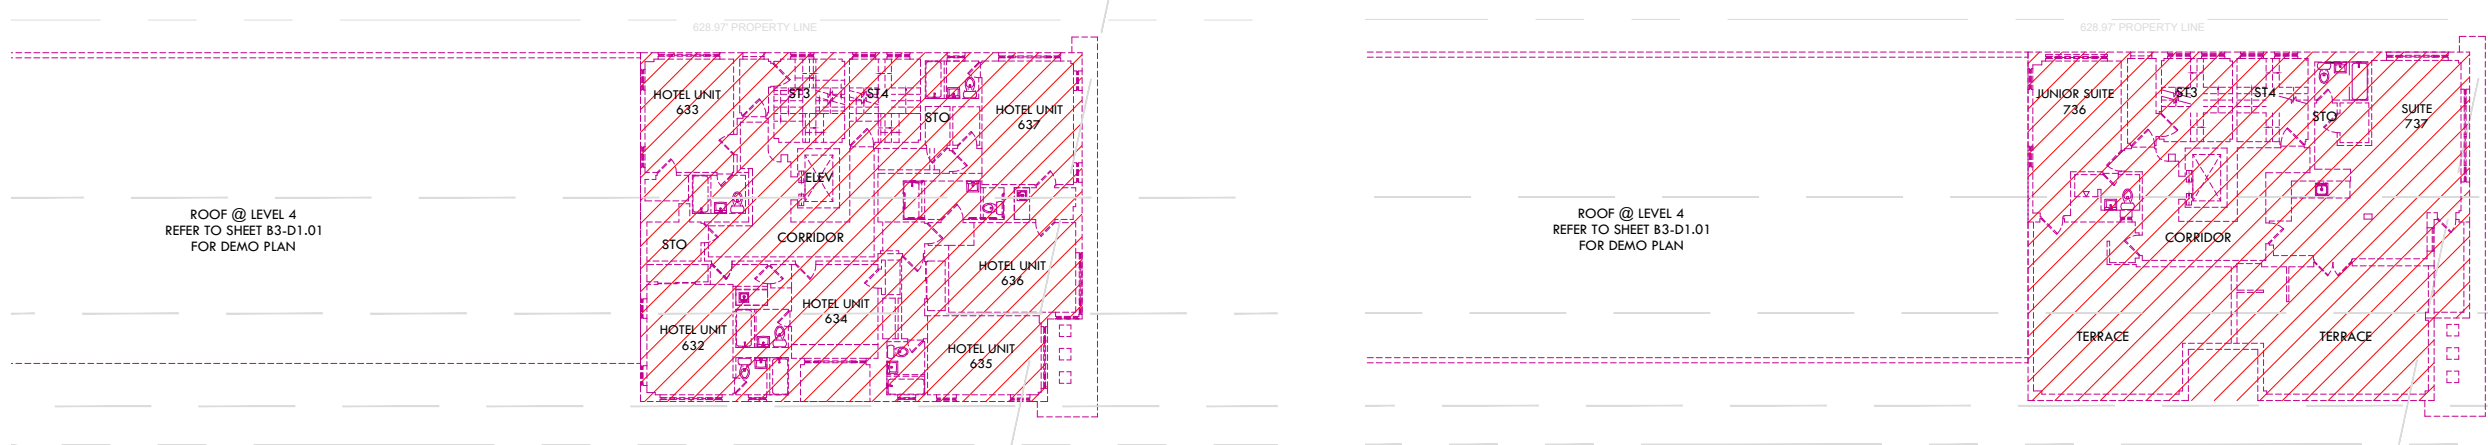 628.97' PROPERTY LINE
HOTEL UNIT
633
ST3
ST4
STO
HOTEL UNIT
637
ELEV
ROOF @ LEVEL 4
REFER TO SHEET B3-D1.01
FOR DEMO PLAN
STO
CORRIDOR
HOTEL UNIT
636
HOTEL UNIT
634
HOTEL UNIT
632
HOTEL UNIT
635
628.97' PROPERTY LINE
JUNIOR SUITE
736
ST3
ST4
STO
SUITE
737
ROOF @ LEVEL 4
REFER TO SHEET B3-D1.01
FOR DEMO PLAN
CORRIDOR
TERRACE
TERRACE